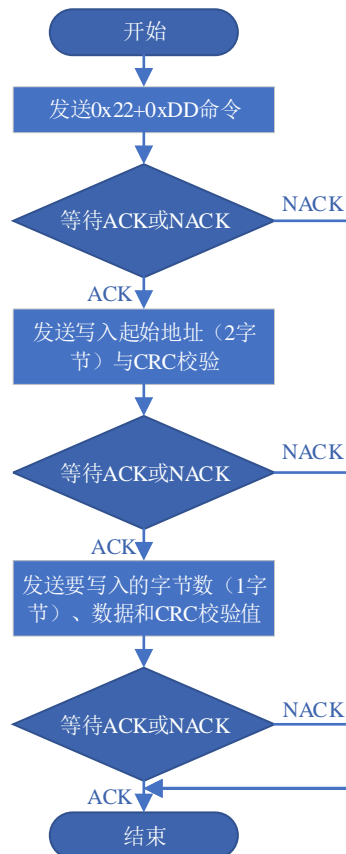 开始
发送0x22+0xDD命令
等待ACK或NACK
NACK
ACK
发送写入起始地址（2字
节）与CRC校验
等待ACK或NACK
NACK
ACK
发送要写入的字节数（1字
节）、数据和CRC校验值
等待ACK或NACK
NACK
ACK
结束